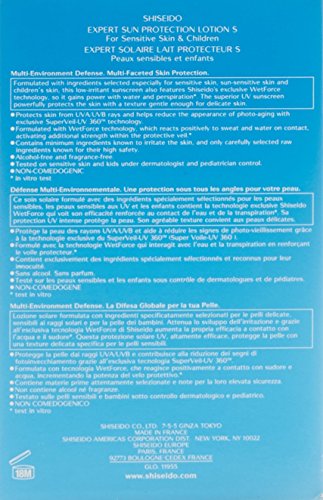 SHISEIDO
EXPERT SUN PROTECTION LOTION S
For Sensitive Skin & Children
EXPERT SOLAIRE LAIT PROTECTEUR S
Peaux sensibles et enfants
Multi-Environment Defense. Multi-Faceted Skin Protection.
Formulated with ingredients selected especially for sensitive skin, sun-sensitive skin and
children's skin, this low-irritant sunscreen also features Shiseido's exclusive WetForce
technology, so it gains power with water and perspiration*. The superior UV sunscreen
powerfully protects the skin with a texture gentle enough for delicate skin.
•Protects skin from UVA/UVB rays and helps reduce the appearance of photo-aging with
exclusive SuperVeil-UV 360™ technology.
•Formulated with WetForce technology, which reacts positively to sweat and water on contact,
activating additional strength within the protective veil*.
•Contains minimum ingredients known to irritate the skin, and only carefully selected raw
ingredients known for their high safety.
•Alcohol-free and fragrance-free.
•Tested on sensitive skin and kids under dermatologist and pediatrician control.
•NON-COMEDOGENIC
* in vitro test
Défense Multi-Environnementale. Une protection sous tous les angles pour votre peau.
Ce soin solaire formulé avec des ingrédients spécialement sélectionnés pour les peaux
sensibles, les peaux sensibles aux UV et les enfants contient la technologie exclusive Shiseido
WetForce qui voit son efficacité renforcée au contact de l'eau et de la transpiration*. Sa
protection UV intense protège la peau. Son agréable texture convient aux peaux délicates.
•Protège la peau des rayons UVA/UVB et aide à réduire les signes de photo-vieillissement grâce
à la technologie exclusive du SuperVeil-UV 360™ (Super Voile-UV 360 ).
•Formulé avec la technologie WetForce qui interagit avec l'eau et la transpiration en renforçant
le voile protecteur*.
•Contient exclusivement des ingrédients spécialement sélectionnés et reconnus pour leur
innocuité.
•Sans alcool. Sans parfum.
•Testé sur les peaux sensibles et les enfants sous contrôle de dermatologues et de pédiatres.
•NON-COMEDOGENE
* test in vitro
Multi-Environment Defense. La Difesa Globale per la tua Pelle.
Lozione solare formulata con ingredienti specificatamente selezionati per le pelli delicate,
sensibili ai raggi solari e per la pelle dei bambini. Attenua lo sviluppo dell'irritazione e grazie
all'esclusiva tecnologia WetForce di Shiseido aumenta la propria efficacia a contatto con
l'acqua e il sudore*. Questa protezione solare UV, altamente efficace, protegge la pelle con
una texture delicata specifica per le pelli sensibili.
•Protegge la pelle dai raggi UVA/UVB e contribuisce alla riduzione dei segni di
fotoinvecchiamento grazie all'esclusiva tecnologia SuperVeil-UV 360™.
•Formulata con tecnologia WetForce, che reagisce positivamente a contatto con sudore e
acqua, incrementando la potenza del velo protettivo.*
•Contiene materie prime attentamente selezionate e note per la loro elevata sicurezza.
•Non contiene alcool né fragranze.
•Testato sulle pelli sensibili e bambini sotto controllo dermatologico e pediatrico.
•NON COMEDOGENICO
* test in vitro
SHISEIDO CO.,LTD. 7-5-5 GINZA TOKYO
MADE IN FRANCE
SHISEIDO AMERICAS CORPORATION DIST. NEW YORK, NY 10022
SHISEIDO EUROPE
PARIS, FRANCE
92773 BOULOGNE-CEDEX FRANCE
GLO. 11955
www.shiseido.com
18M